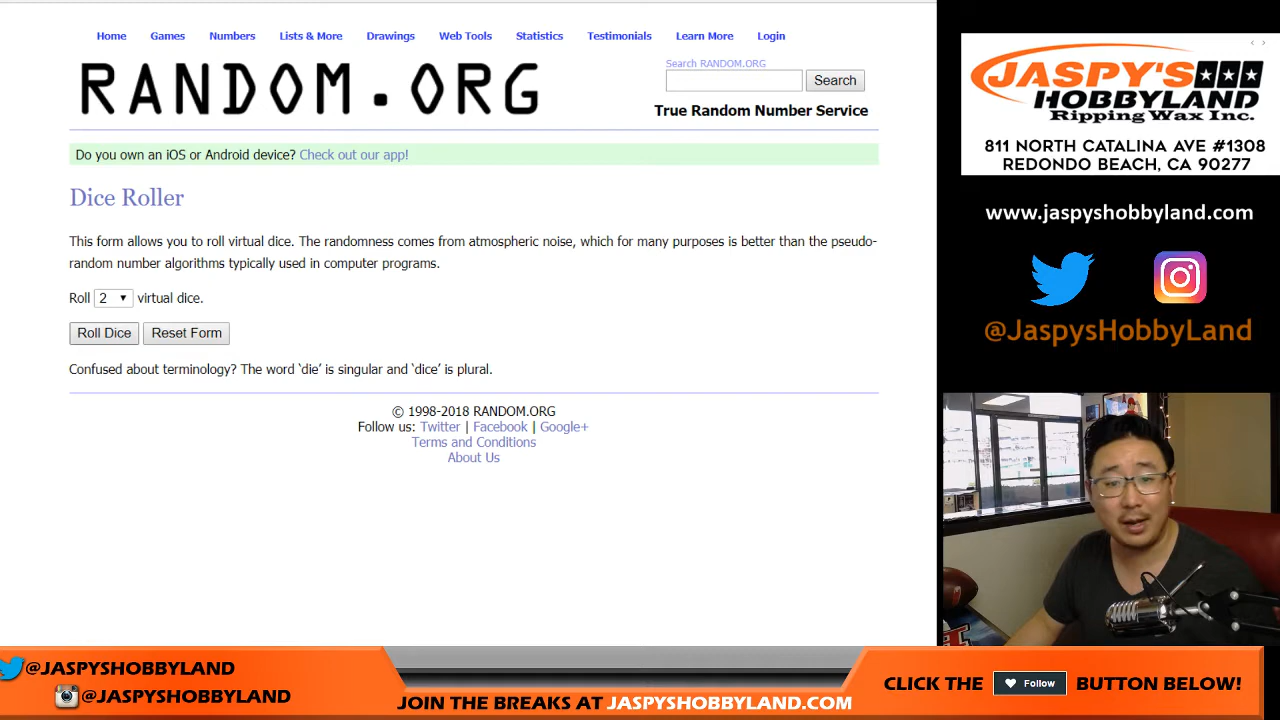 Home Games Numbers Lists & More Drawings Web Tools Statistics Testimonials Learn More Login
RANDOM.ORG
Search RANDOM.ORG
Search
True Random Number Service
Do you own an iOS or Android device? Check out our app!
Dice Roller
This form allows you to roll virtual dice. The randomness comes from atmospheric noise, which for many purposes is better than the pseudo-
random number algorithms typically used in computer programs.
Roll 2 virtual dice.
Roll Dice Reset Form
Confused about terminology? The word ‘die’ is singular and ‘dice’ is plural.
© 1998-2018 RANDOM.ORG
Follow us: Twitter | Facebook | Google+
Terms and Conditions
About Us
JASPY'S
HOBBYLAND
Ripping Wax Inc.
811 NORTH CATALINA AVE #1308
REDONDO BEACH, CA 90277
www.jaspyshobbyland.com
@JaspysHobbyLand
@JASPYSHOBBYLAND
@JASPYSHOBBYLAND
JOIN THE BREAKS AT JASPYSHOBBYLAND.COM
CLICK THE Follow BUTTON BELOW!